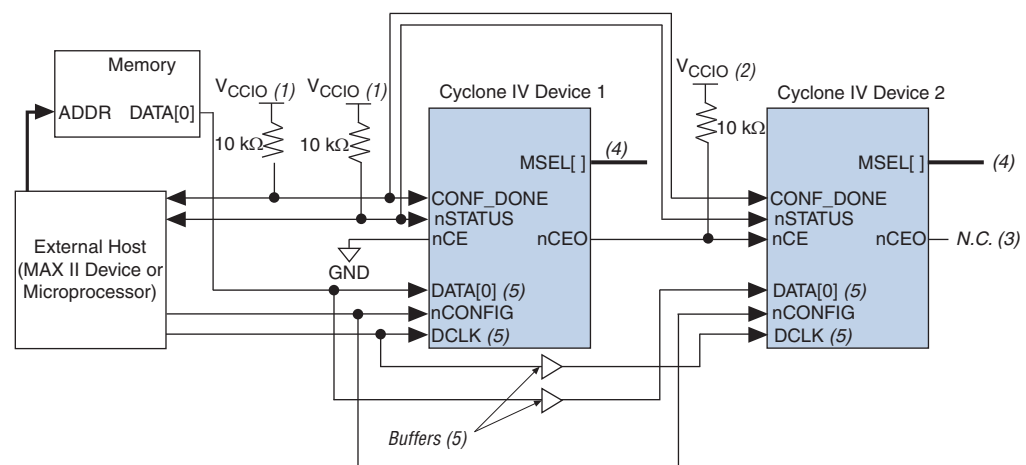 Memory
ADDR DATA[0]
VCCIO (1)
10 kΩ
VCCIO (1)
10 kΩ
Cyclone IV Device 1
MSEL[ ]
(4)
CONF_DONE
nSTATUS
nCE
nCEO
DATA[0] (5)
nCONFIG
DCLK (5)
GND
VCCIO (2)
10 kΩ
Cyclone IV Device 2
MSEL[ ]
(4)
CONF_DONE
nSTATUS
nCE
nCEO
N.C. (3)
DATA[0] (5)
nCONFIG
DCLK (5)
External Host
(MAX II Device or
Microprocessor)
Buffers (5)